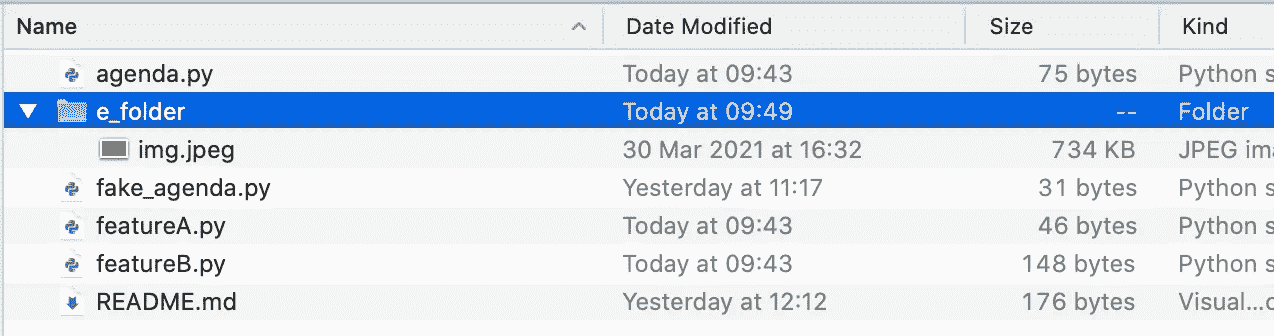 Name Date Modified Size Kind
agenda.py Today at 09:43 75 bytes Python s
e_folder Today at 09:49 -- Folder
img.jpeg 30 Mar 2021 at 16:32 734 KB JPEG ima
fake_agenda.py Yesterday at 11:17 31 bytes Python s
featureA.py Today at 09:43 46 bytes Python s
featureB.py Today at 09:43 148 bytes Python s
README.md Yesterday at 12:12 176 bytes Visual...c